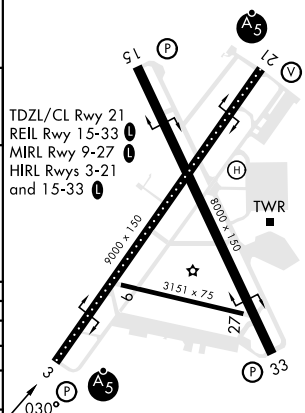 A5
15
P
21
V
TDZL/CL Rwy 21
REIL Rwy 15-33 L
MIRL Rwy 9-27 L
HIRL Rwys 3-21
and 15-33 L
H
9000 x 150
8000 x 150
TWR
9
3151 x 75
27
3
P
A5
P
33
030°